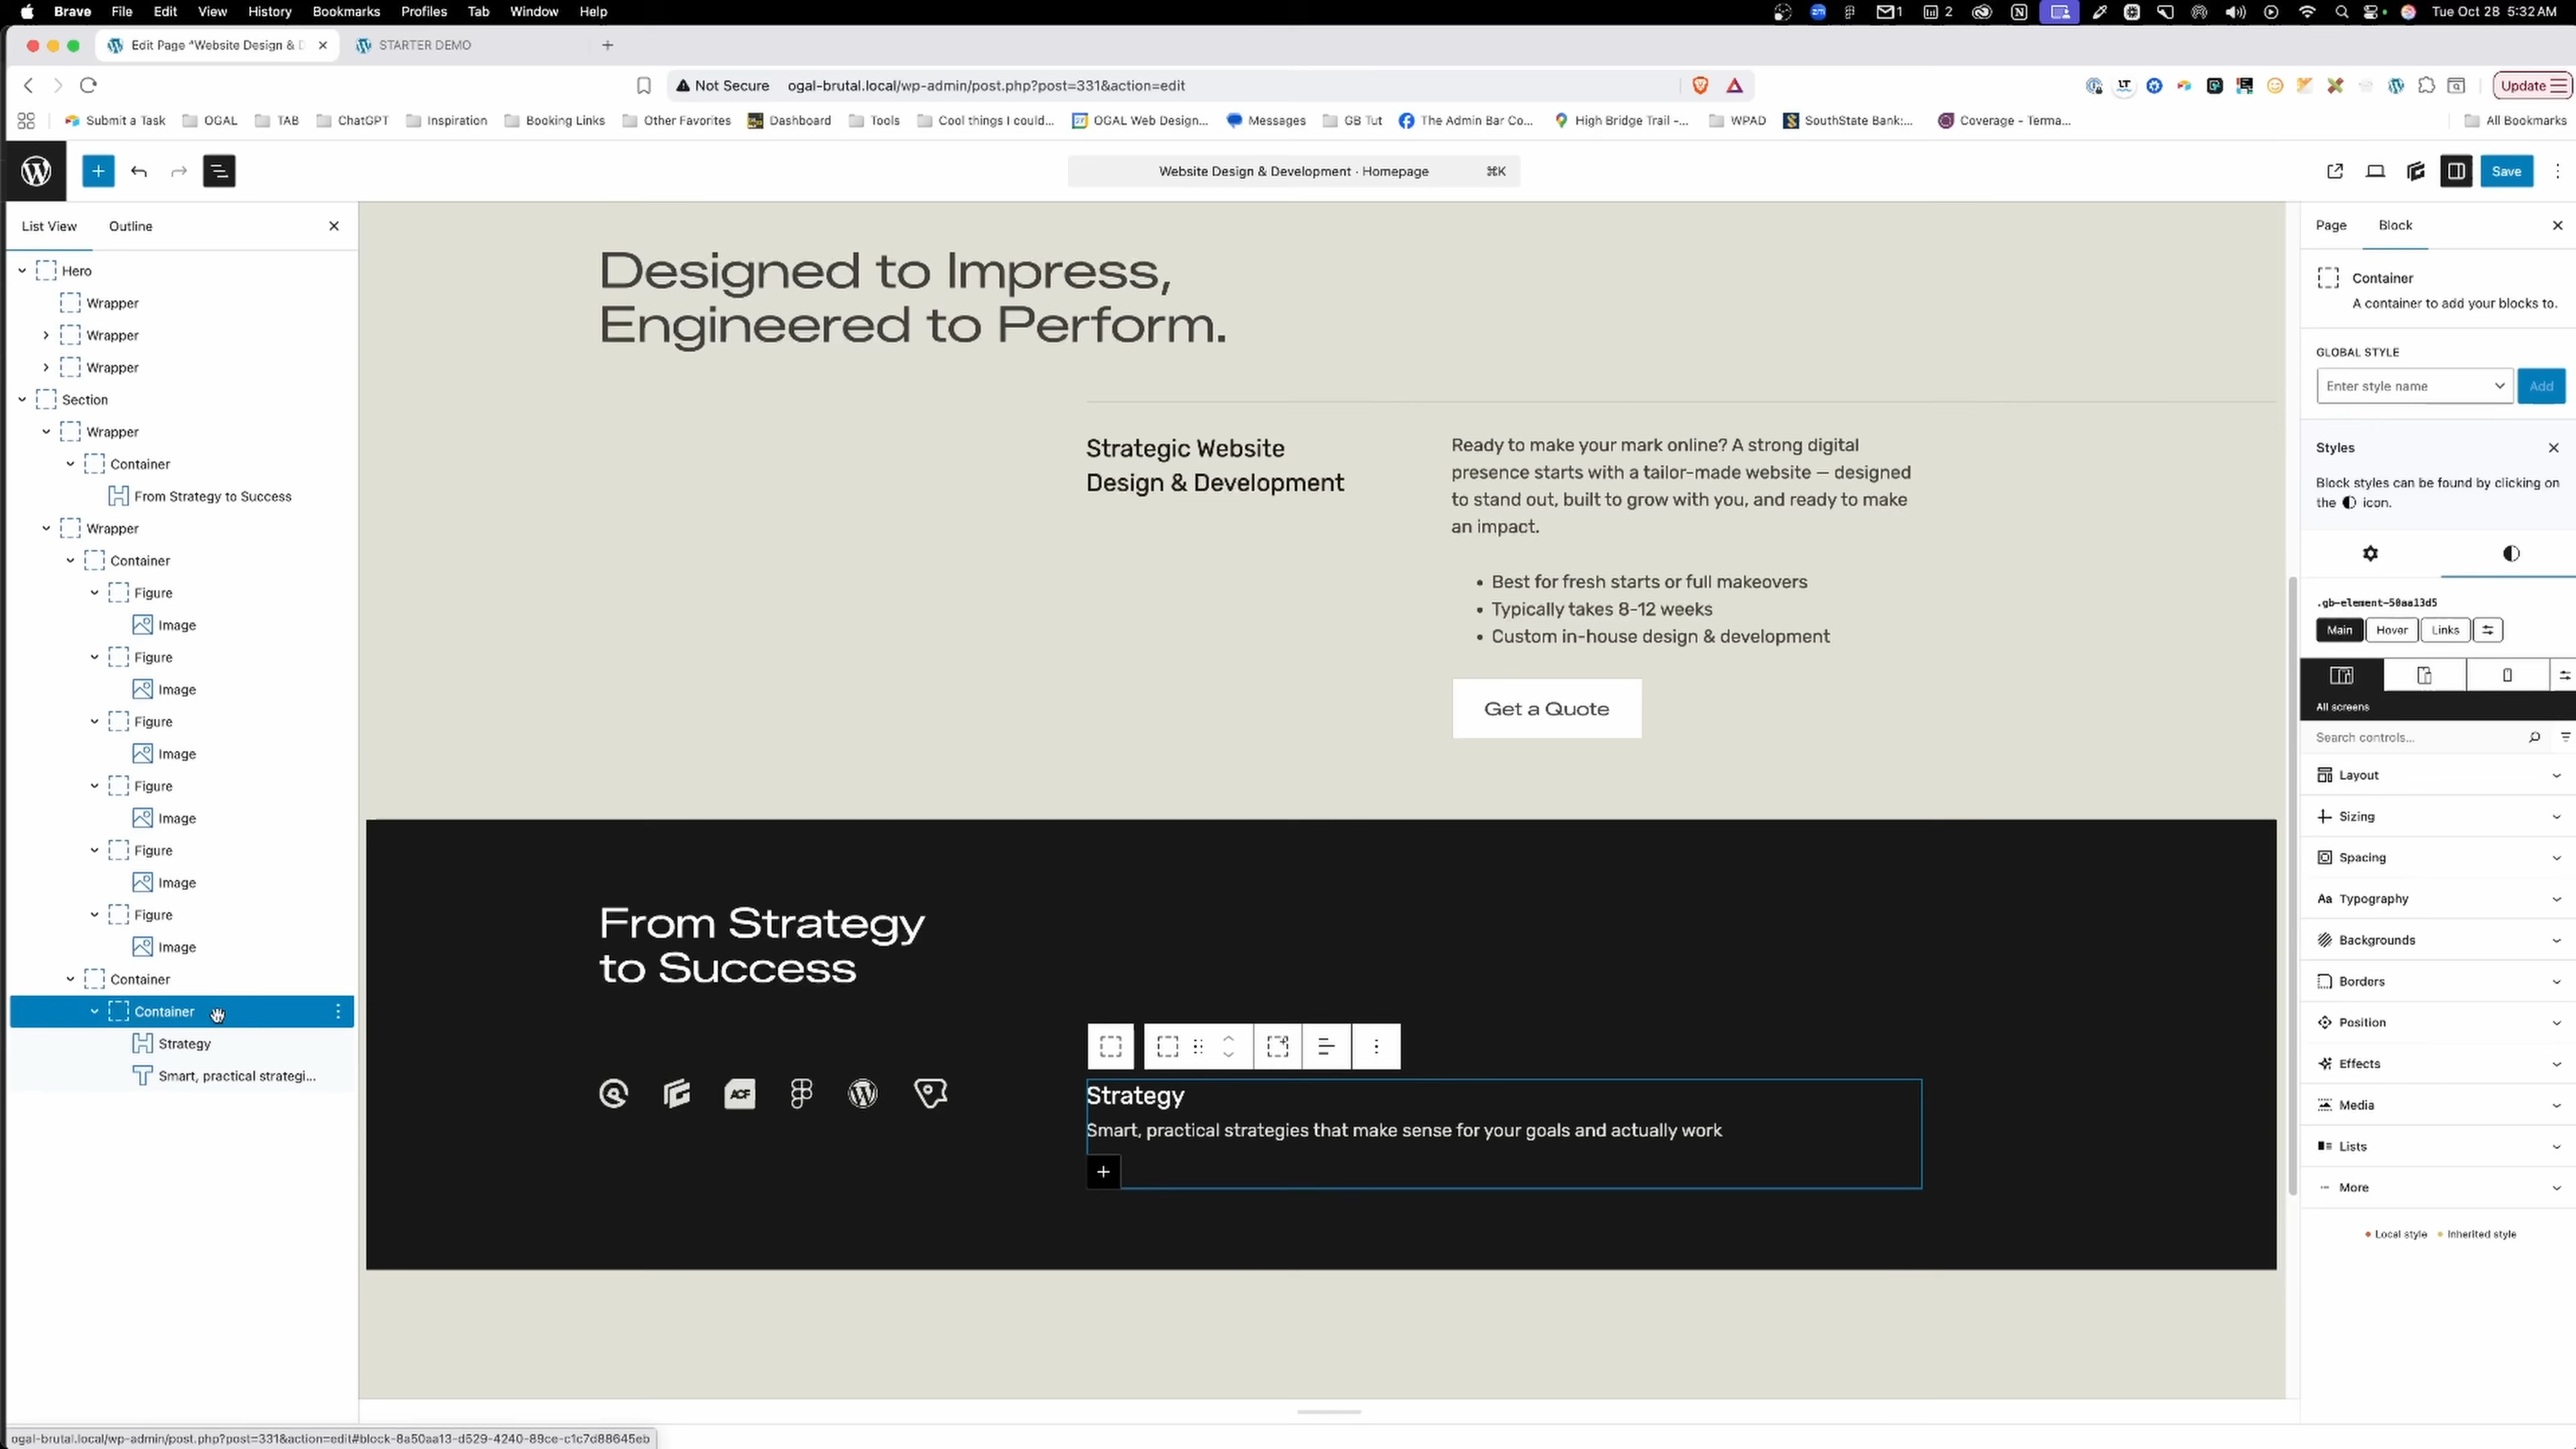 Brave File Edit View History Bookmarks Profiles Tab Window Help
1 2 Tue Oct 28 5:32 AM
Edit Page "Website Design & D
STARTER DEMO
Not Secure ogal-brutal.local/wp-admin/post.php?post=331&action=edit
Update
Submit a Task OGAL TAB ChatGPT Inspiration Booking Links Other Favorites Dashboard Tools Cool things I could... OGAL Web Design... Messages GB Tut The Admin Bar Co... High Bridge Trail -... WPAD SouthState Bank:... Coverage - Terma... All Bookmarks
Website Design & Development · Homepage ⌘K
Save
List View Outline
Hero
Wrapper
Wrapper
Wrapper
Section
Wrapper
Container
From Strategy to Success
Wrapper
Container
Figure
Image
Figure
Image
Figure
Image
Figure
Image
Figure
Image
Figure
Image
Container
Container
Strategy
Smart, practical strategi...
Designed to Impress,
Engineered to Perform.
Strategic Website
Design & Development
Ready to make your mark online? A strong digital
presence starts with a tailor-made website — designed
to stand out, built to grow with you, and ready to make
an impact.
• Best for fresh starts or full makeovers
• Typically takes 8-12 weeks
• Custom in-house design & development
Get a Quote
From Strategy
to Success
ACF
Strategy
Smart, practical strategies that make sense for your goals and actually work
Page Block
Container
A container to add your blocks to.
GLOBAL STYLE
Enter style name
Add
Styles
Block styles can be found by clicking on
the icon.
.gb-element-50aa13d5
Main Hover Links
All screens
Search controls...
Layout
Sizing
Spacing
Aa Typography
Backgrounds
Borders
Position
Effects
Media
Lists
More
• Local style • Inherited style
ogal-brutal.local/wp-admin/post.php?post=331&action=edit#block-8a50aa13-d529-4240-89ce-c1c7d88645eb